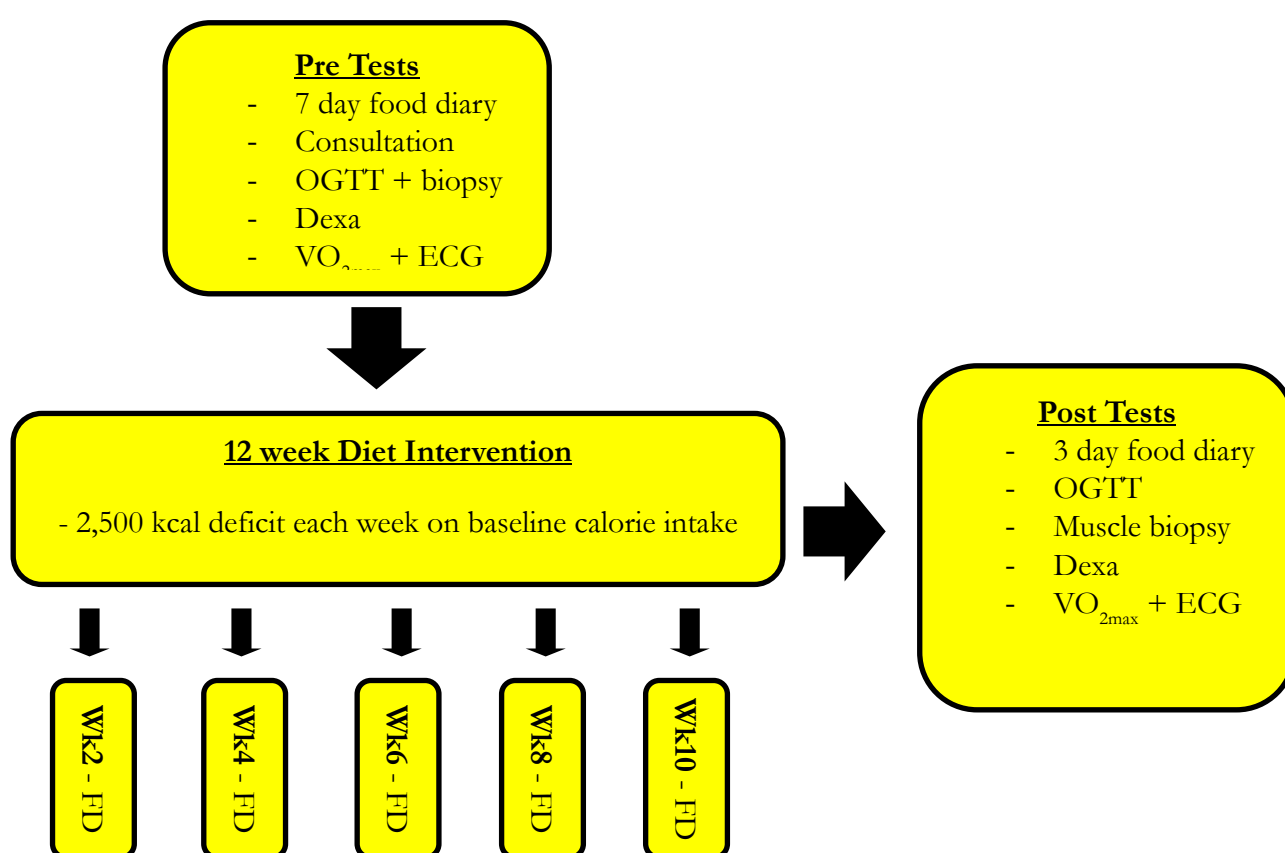 Pre Tests
- 7 day food diary
- Consultation
- OGTT + biopsy
- Dexa
- VO2max + ECG
12 week Diet Intervention
- 2,500 kcal deficit each week on baseline calorie intake
Post Tests
- 3 day food diary
- OGTT
- Muscle biopsy
- Dexa
- VO2max + ECG
Wk2 - FD
Wk4 - FD
Wk6 - FD
Wk8 - FD
Wk10 - FD